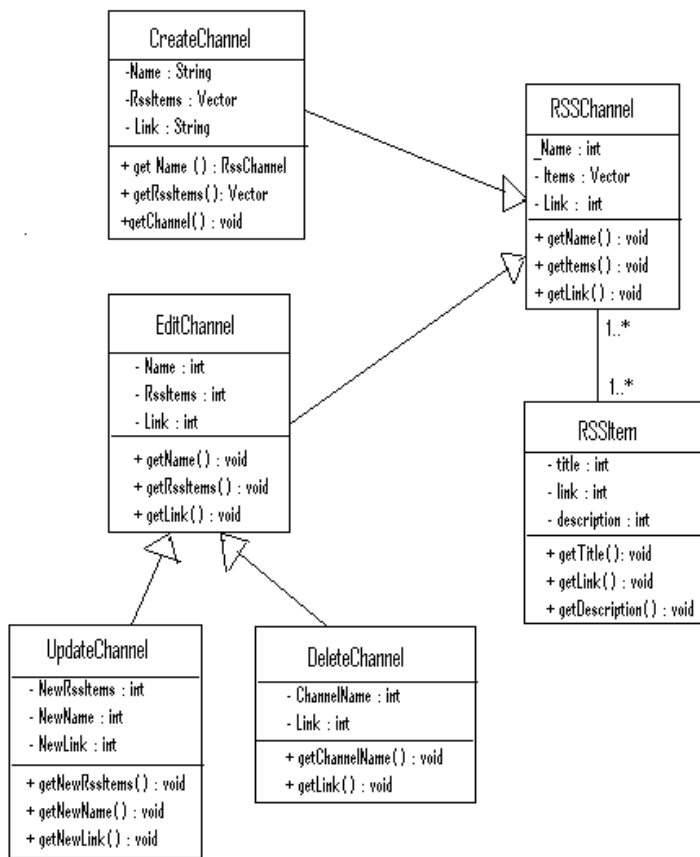 CreateChannel
-Name : String
-RssItems : Vector
- Link : String
+ get Name () : RssChannel
+ getRssItems() : Vector
+getChannel() : void
RSSChannel
_Name : int
- Items : Vector
- Link : int
+ getName() : void
+ getItems() : void
+ getLink() : void
1..*
1..*
EditChannel
- Name : int
- RssItems : int
- Link : int
+ getName() : void
+ getRssItems() : void
+ getLink() : void
RSSItem
- title : int
- link : int
- description : int
+ getTitle() : void
+ getLink() : void
+ getDescription() : void
UpdateChannel
- NewRssItems : int
- NewName : int
- NewLink : int
+ getNewRssItems() : void
+ getNewName() : void
+ getNewLink() : void
DeleteChannel
- ChannelName : int
- Link : int
+ getChannelName() : void
+ getLink() : void